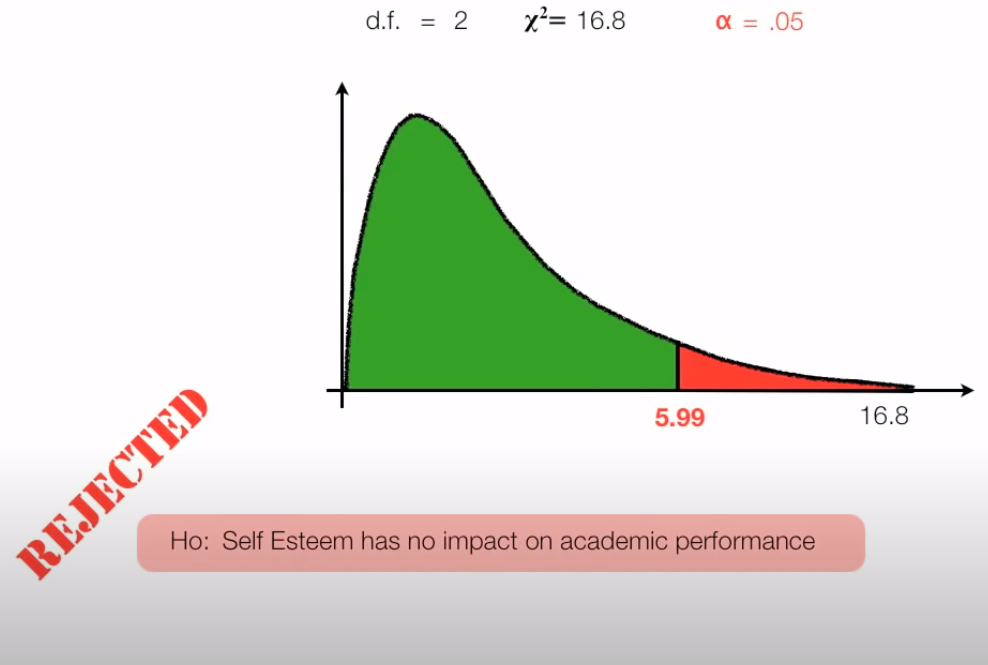 d.f. = 2 χ²= 16.8 α = .05
5.99 16.8
REJECTED
Ho: Self Esteem has no impact on academic performance